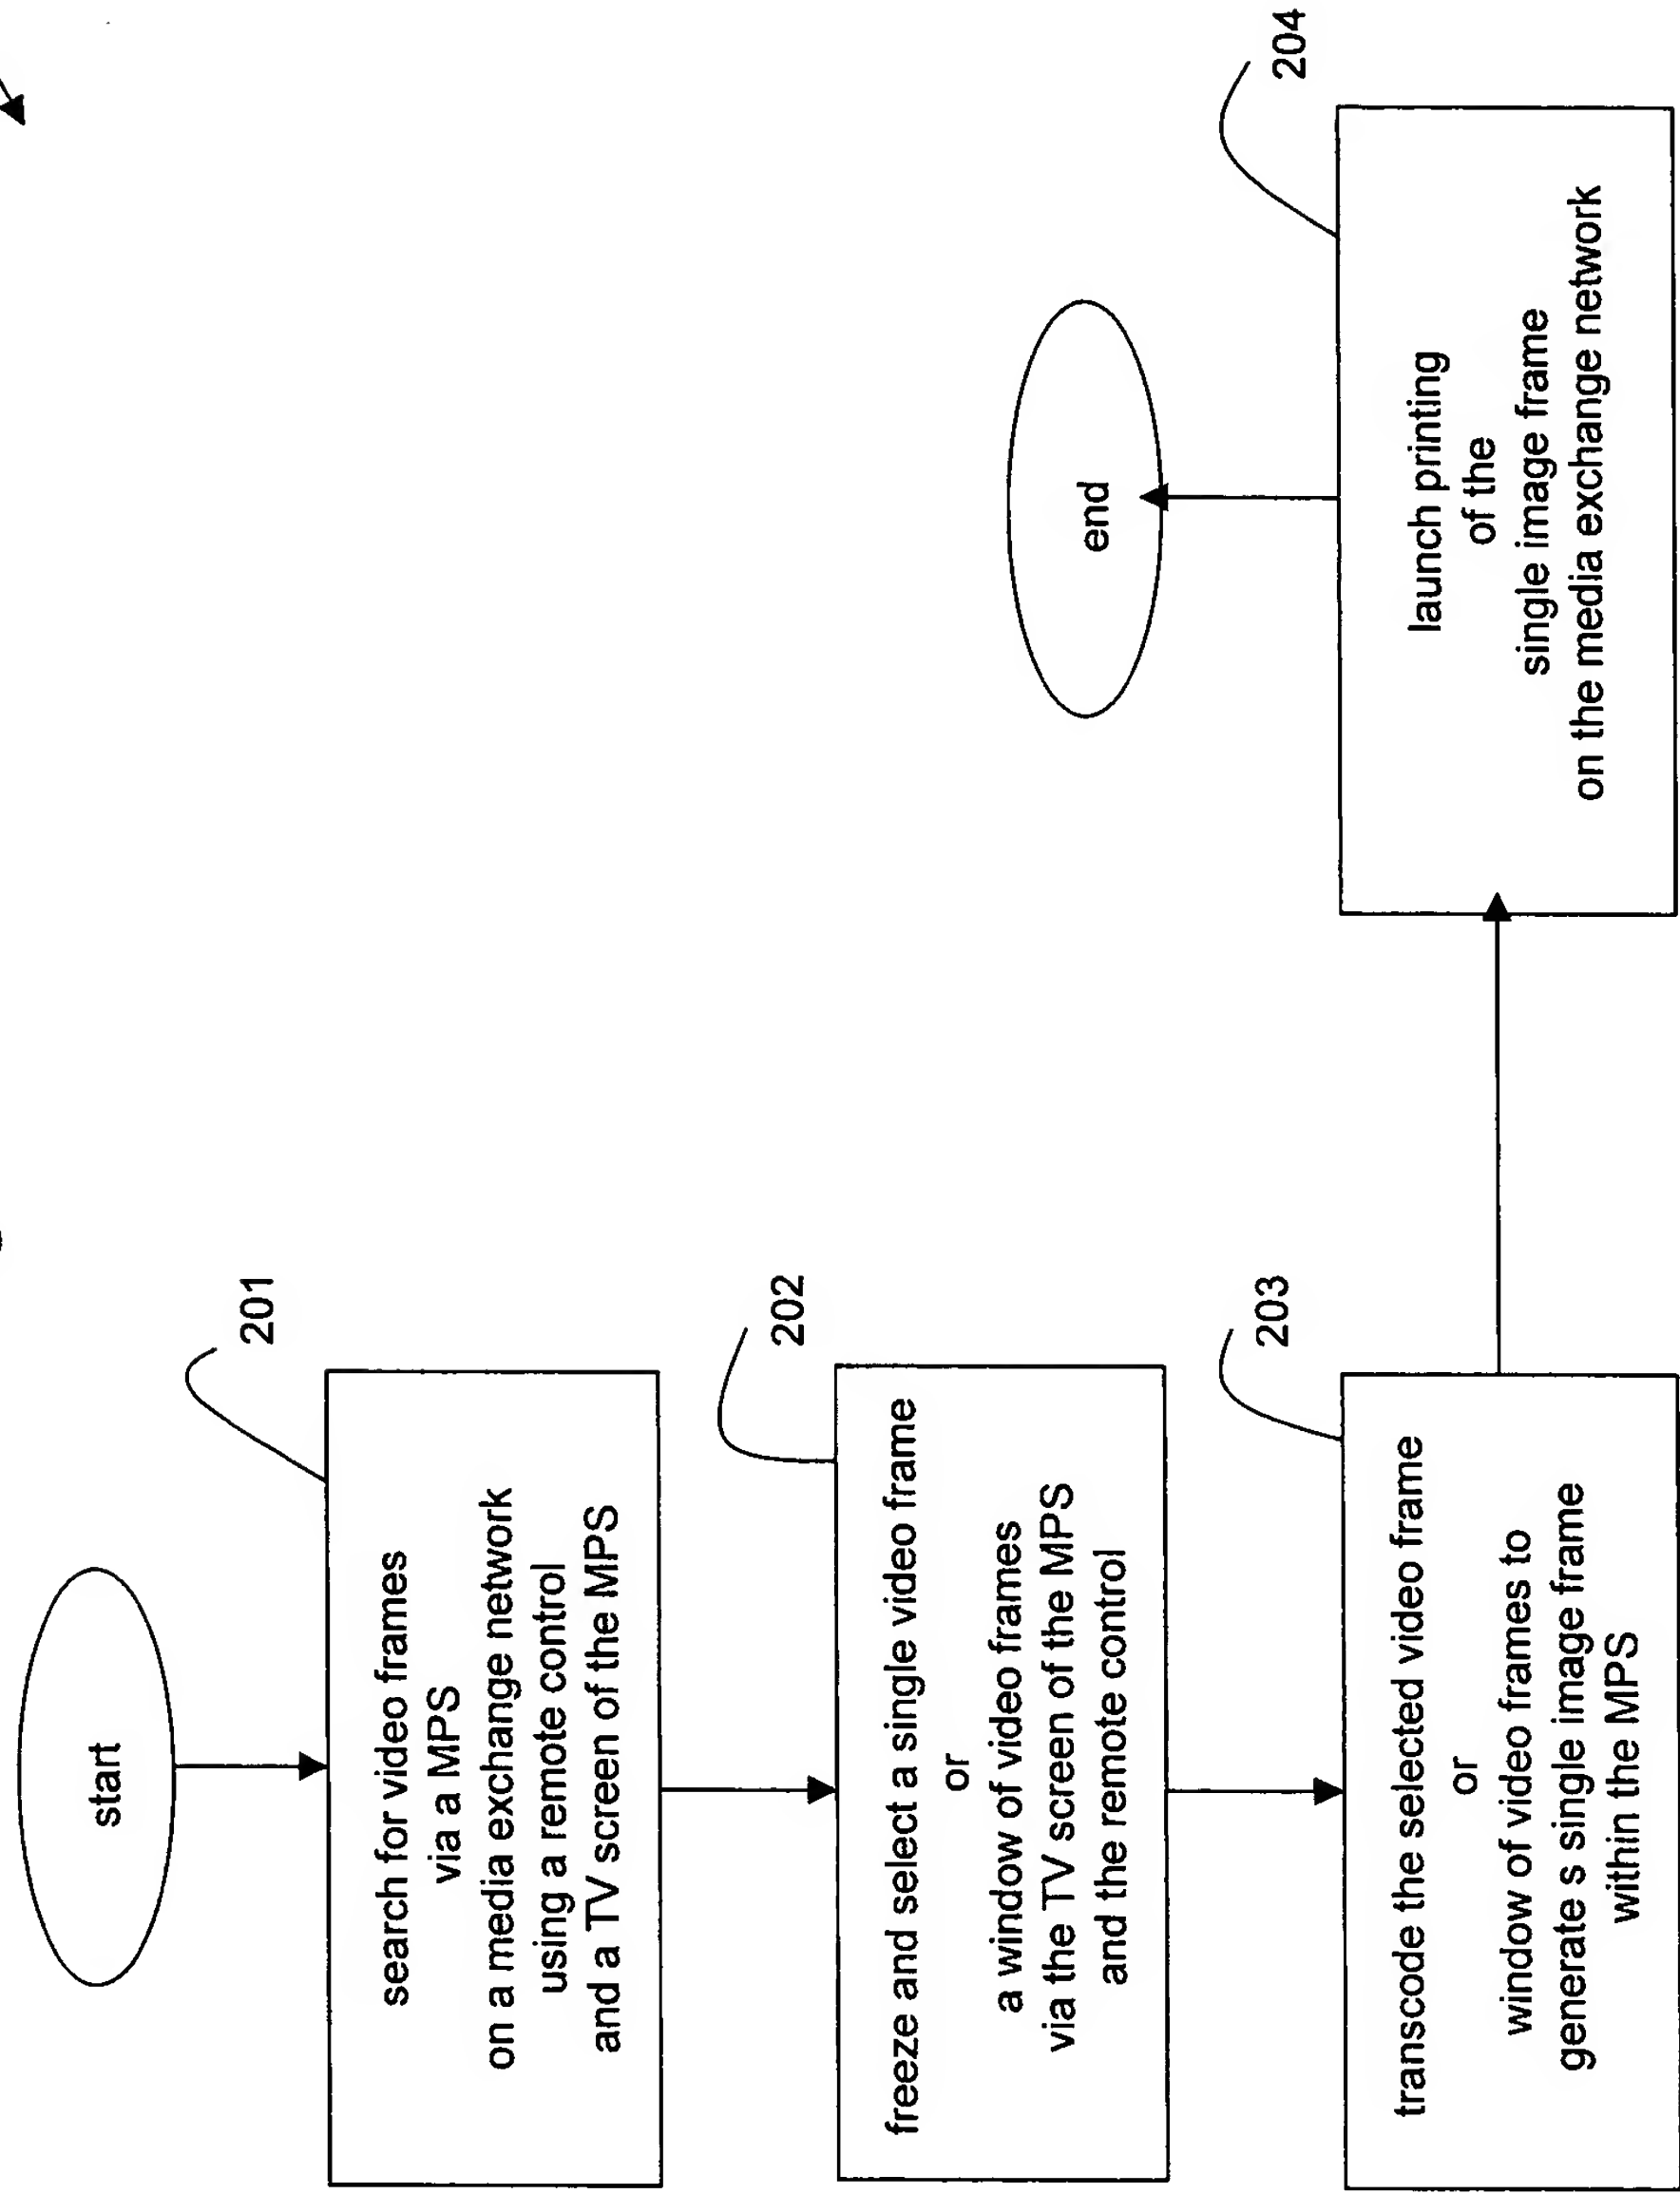 start
201
search for video frames
via a MPS
on a media exchange network
using a remote control
and a TV screen of the MPS
202
freeze and select a single video frame
or
a window of video frames
via the TV screen of the MPS
and the remote control
203
transcode the selected video frame
or
window of video frames to
generate s single image frame
within the MPS
204
launch printing
of the
single image frame
on the media exchange network
end